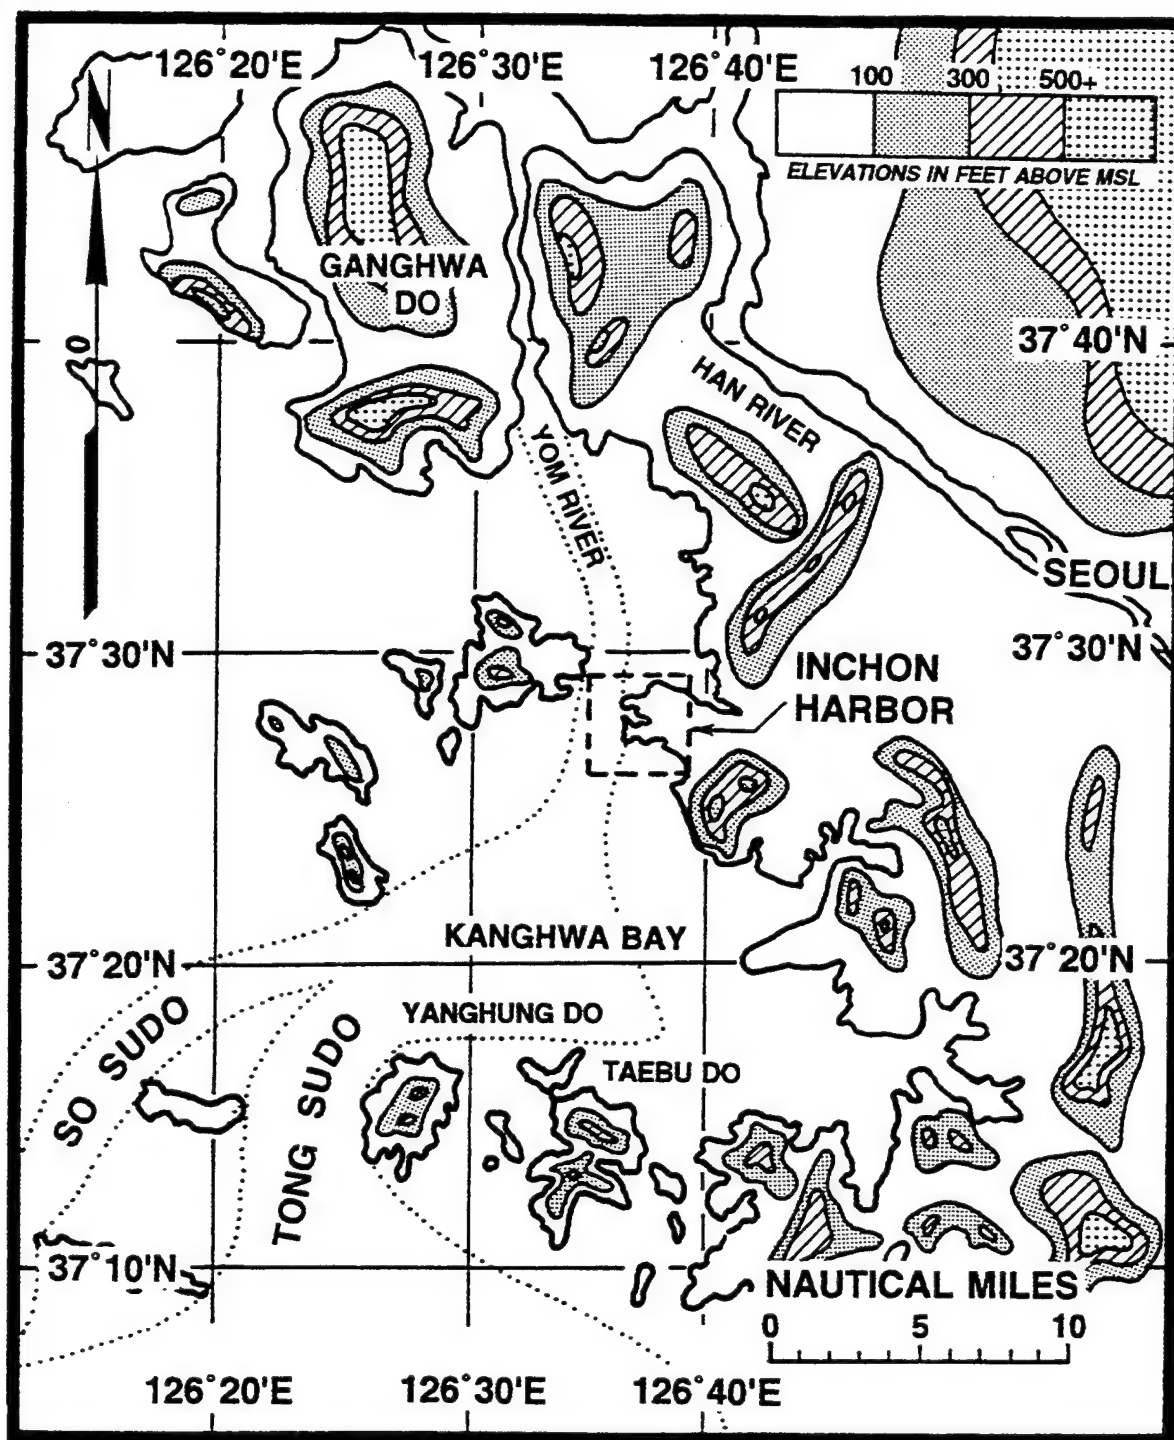 126°20'E
126°30'E
126°40'E
100
300
500+
ELEVATIONS IN FEET ABOVE MSL
N
GANGHWA
DO
0
37°40'N
HAN RIVER
YOM RIVER
SEOUL
37°30'N
37°30'N
INCHON
HARBOR
KANGHWA BAY
37°20'N
37°20'N
YANGHUNG DO
SO SUDO
TONG SUDO
TAEBU DO
37°10'N
NAUTICAL MILES
0
5
10
126°20'E
126°30'E
126°40'E